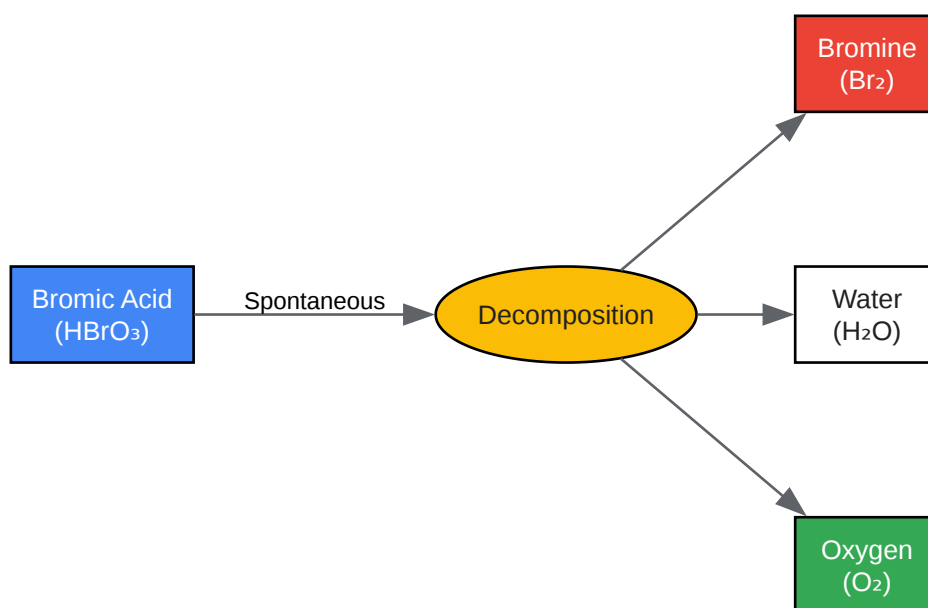 Bromine
(Br₂)
Bromic Acid
(HBrO₃)
Spontaneous
Decomposition
Water
(H₂O)
Oxygen
(O₂)